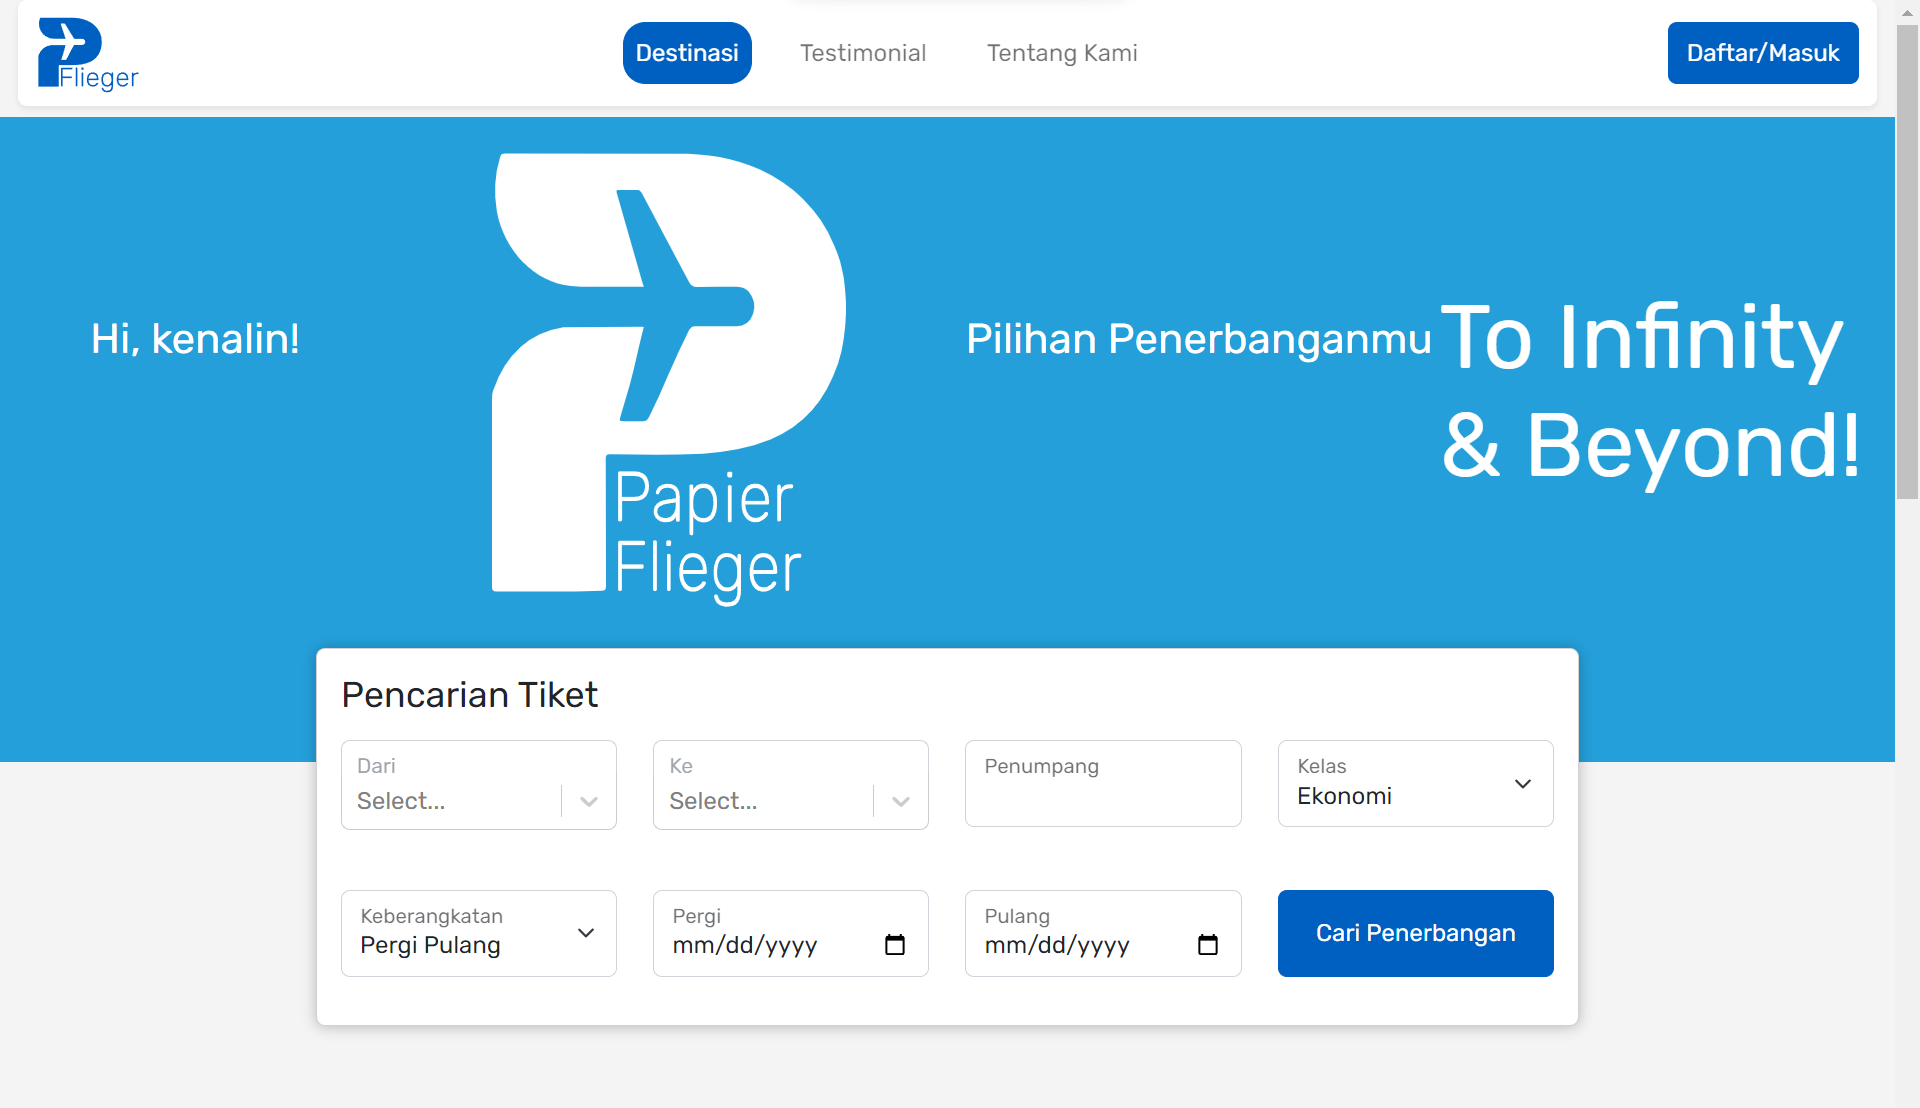 Flieger
Destinasi
Testimonial
Tentang Kami
Daftar/Masuk
Hi, kenalin!
Papier
Flieger
Pilihan Penerbanganmu
To Infinity
& Beyond!
Pencarian Tiket
Dari
Select...
Ke
Select...
Penumpang
Kelas
Ekonomi
Keberangkatan
Pergi Pulang
Pergi
mm/dd/yyyy
Pulang
mm/dd/yyyy
Cari Penerbangan